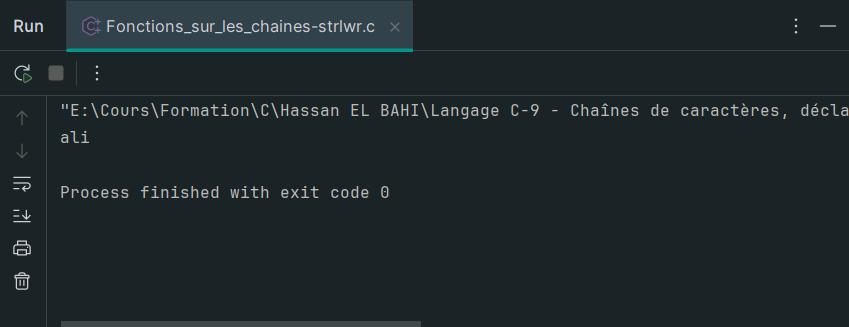 Run
Fonctions_sur_les_chaines-strlwr.c
"E:\Cours\Formation\C\Hassan EL BAHI\Langage C-9 - Chaînes de caractères, décla
ali
Process finished with exit code 0